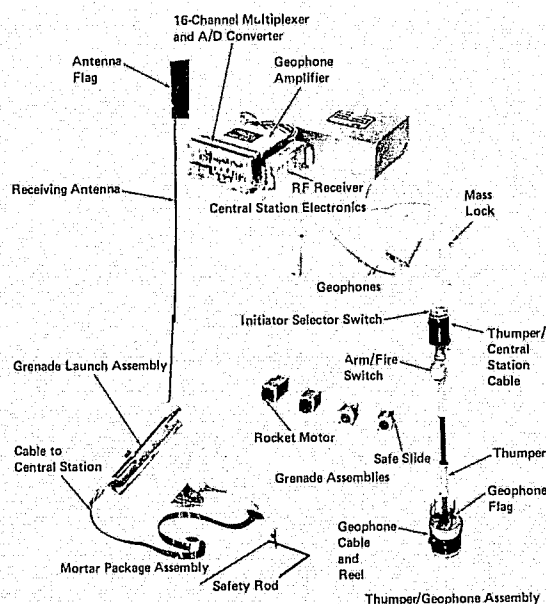 16-Channel Multiplexer
and A/D Converter
Antenna
Flag
Geophone
Amplifier
Receiving Antenna
RF Receiver
Central Station Electronics
Mass
Lock
Geophones
Initiator Selector Switch
Thumper/
Central
Station
Cable
Arm/Fire
Switch
Grenade Launch Assembly
Rocket Motor
Safe Slide
Cable to
Central Station
Grenade Assemblies
Thumper
Geophone
Flag
Geophone
Cable
and
Reel
Mortar Package Assembly
Safety Rod
Thumper/Geophone Assembly